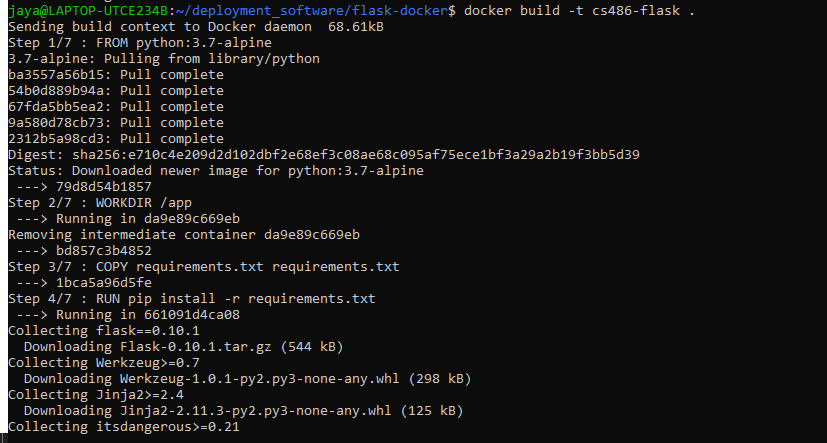 jaya@LAPTOP-UTCE234B:~/deployment_software/flask-docker$ docker build -t cs486-flask .
Sending build context to Docker daemon  68.61kB
Step 1/7 : FROM python:3.7-alpine
3.7-alpine: Pulling from library/python
ba3557a56b15: Pull complete
54b0d889b94a: Pull complete
67fda5bb5ea2: Pull complete
9a580d78cb73: Pull complete
2312b5a98cd3: Pull complete
Digest: sha256:e710c4e209d2d102dbf2e68ef3c08ae68c095af75ece1bf3a29a2b19f3bb5d39
Status: Downloaded newer image for python:3.7-alpine
 ---> 79d8d54b1857
Step 2/7 : WORKDIR /app
 ---> Running in da9e89c669eb
Removing intermediate container da9e89c669eb
 ---> bd857c3b4852
Step 3/7 : COPY requirements.txt requirements.txt
 ---> 1bca5a96d5fe
Step 4/7 : RUN pip install -r requirements.txt
 ---> Running in 661091d4ca08
Collecting flask==0.10.1
  Downloading Flask-0.10.1.tar.gz (544 kB)
Collecting Werkzeug>=0.7
  Downloading Werkzeug-1.0.1-py2.py3-none-any.whl (298 kB)
Collecting Jinja2>=2.4
  Downloading Jinja2-2.11.3-py2.py3-none-any.whl (125 kB)
Collecting itsdangerous>=0.21